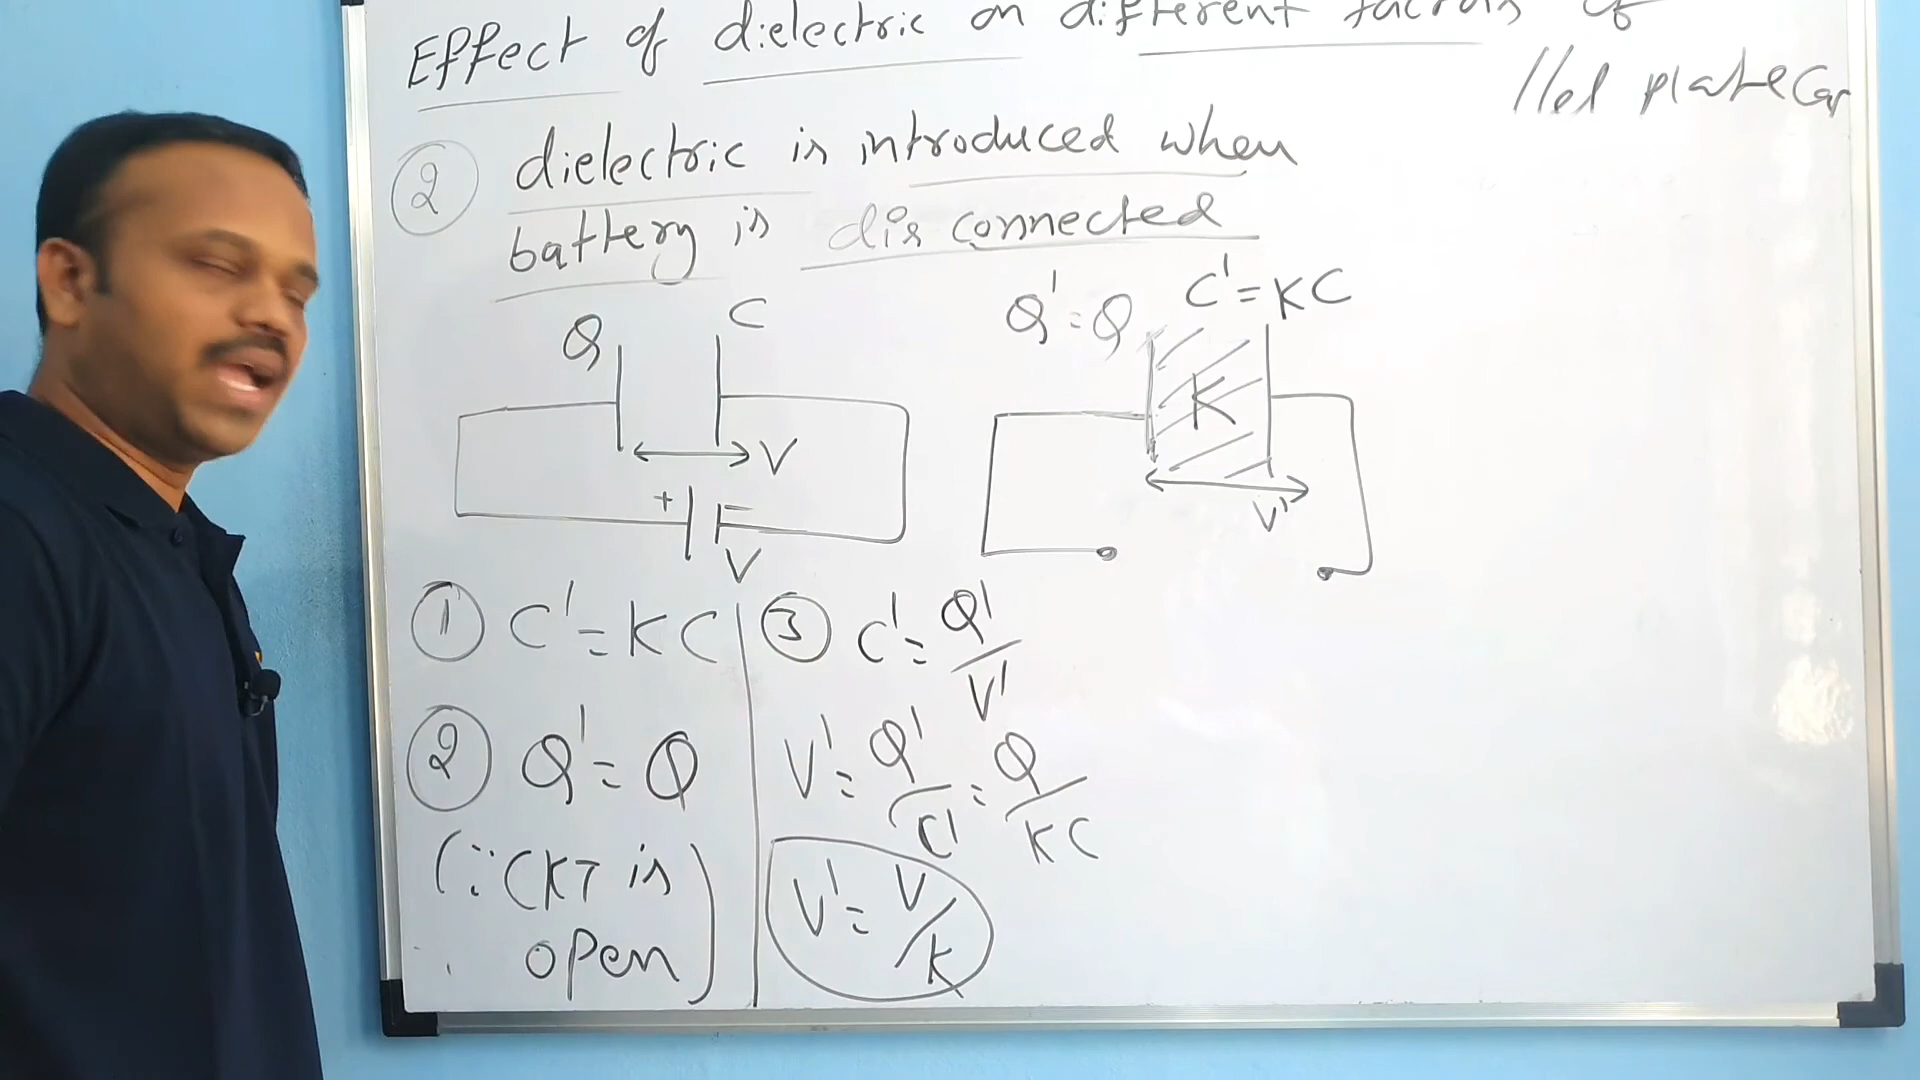 Effect of dielectric on different factors of
//el plate Cap
② dielectric is introduced when
battery is disconnected
Q C
V
+ -
V
Q' = Q C' = KC
K
V'
① C' = KC
② Q' = Q
(∵ CKT is
open)
③ C' = Q'/V'
V' = Q'/C' = Q/KC
V' = V/K